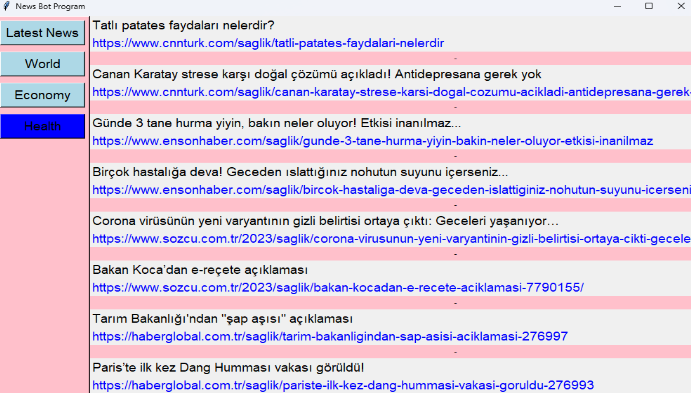 News Bot Program
Latest News
World
Economy
Health
Tatlı patates faydaları nelerdir?
https://www.cnnturk.com/saglik/tatli-patates-faydalari-nelerdir
-
Canan Karatay strese karşı doğal çözümü açıkladı! Antidepresana gerek yok
https://www.cnnturk.com/saglik/canan-karatay-strese-karsi-dogal-cozumu-acikladi-antidepresana-gerek-
-
Günde 3 tane hurma yiyin, bakın neler oluyor! Etkisi inanılmaz...
https://www.ensonhaber.com/saglik/gunde-3-tane-hurma-yiyin-bakin-neler-oluyor-etkisi-inanilmaz
-
Birçok hastalığa deva! Geceden ıslattığınız nohutun suyunu içerseniz...
https://www.ensonhaber.com/saglik/bircok-hastaliga-deva-geceden-islattiginiz-nohutun-suyunu-icerseni
-
Corona virüsünün yeni varyantının gizli belirtisi ortaya çıktı: Geceleri yaşanıyor…
https://www.sozcu.com.tr/2023/saglik/corona-virusunun-yeni-varyantinin-gizli-belirtisi-ortaya-cikti-gecele
-
Bakan Koca’dan e-reçete açıklaması
https://www.sozcu.com.tr/2023/saglik/bakan-kocadan-e-recete-aciklamasi-7790155/
-
Tarım Bakanlığı'ndan "şap aşısı" açıklaması
https://haberglobal.com.tr/saglik/tarim-bakanligindan-sap-asisi-aciklamasi-276997
-
Paris’te ilk kez Dang Humması vakası görüldü!
https://haberglobal.com.tr/saglik/pariste-ilk-kez-dang-hummasi-vakasi-goruldu-276993